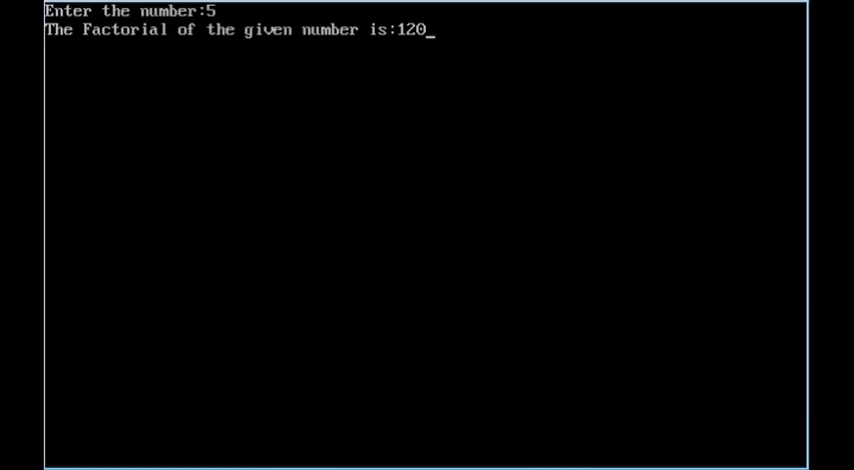 Enter the number:5
The Factorial of the given number is:120_